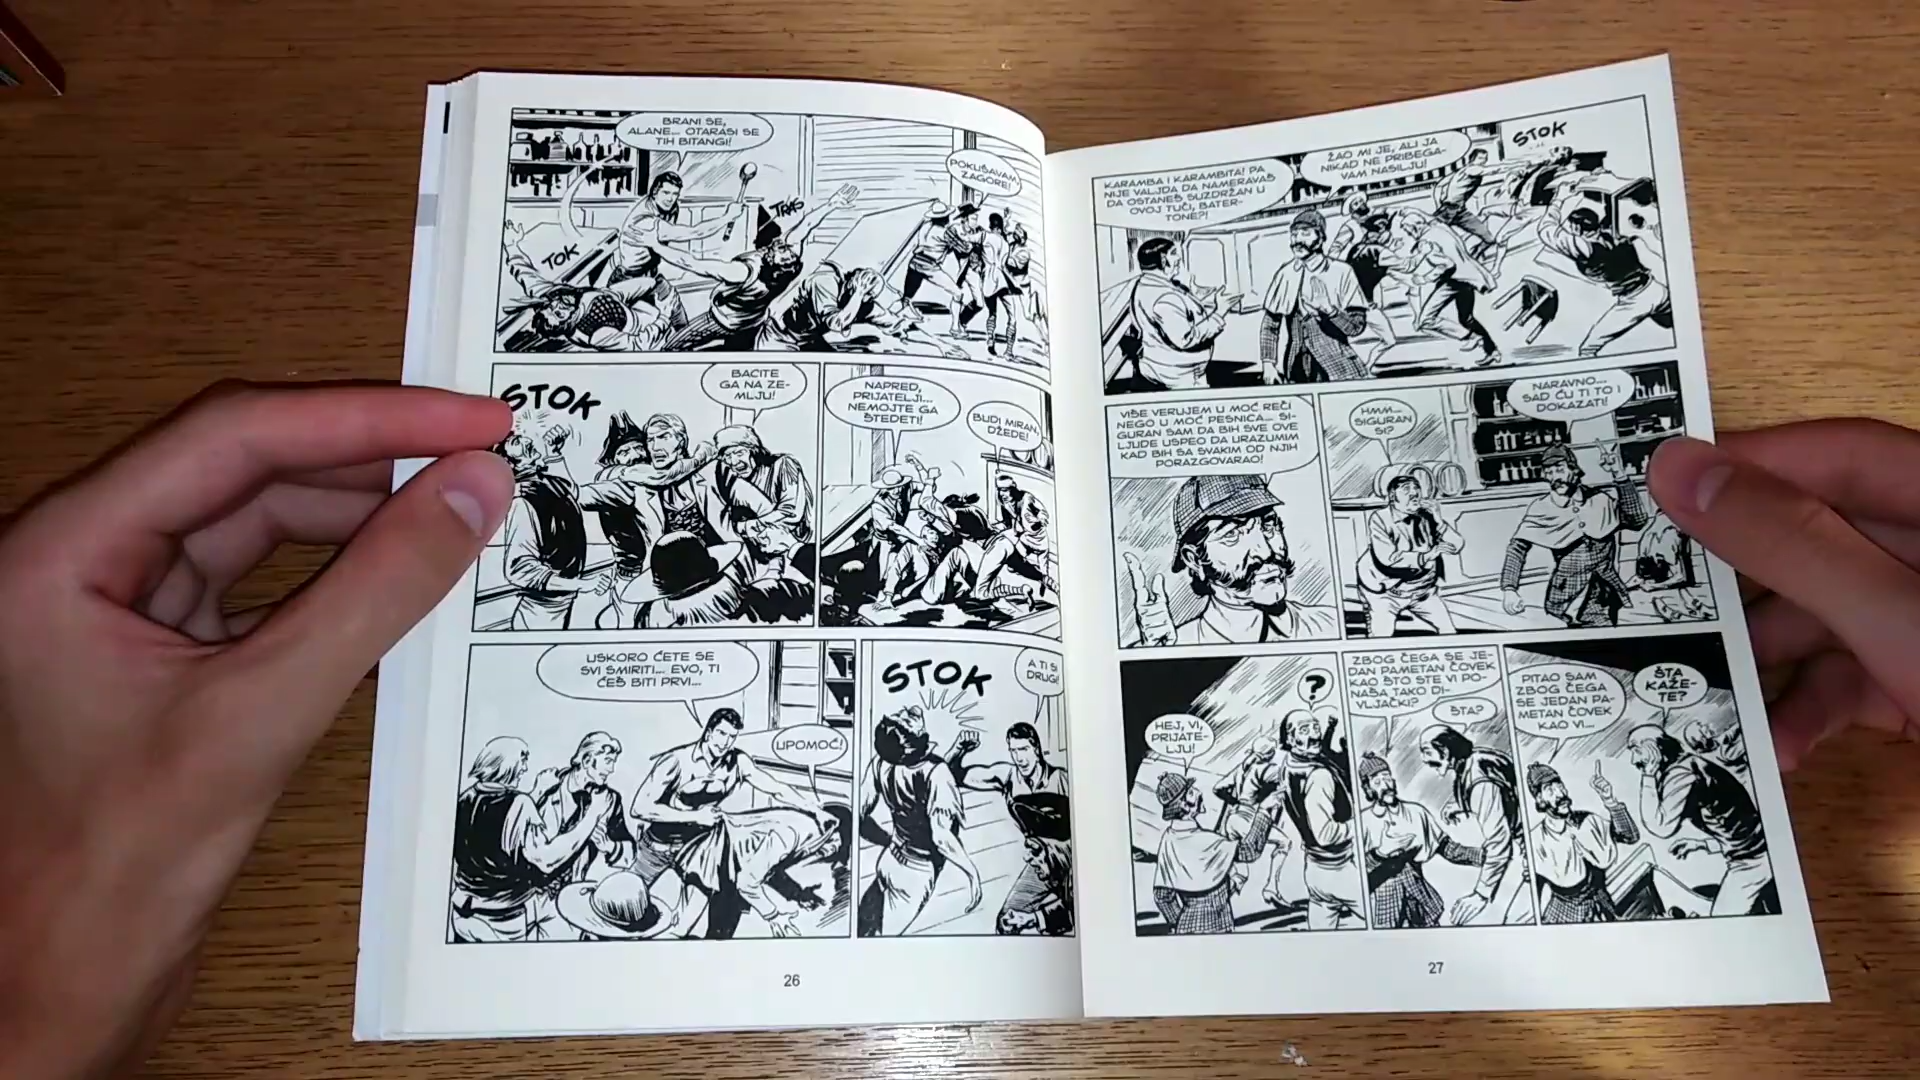 BRANI SE,
ALANE... OTARASI SE
TIH BITANGI!
POKUŠAVAM,
ZAGORE!
TOK
TRAS
STOK
BACITE
GA NA ZE-
MLJU!
NAPRED,
PRIJATELJI...
NEMOJTE GA
ŠTEDETI!
BUDI MIRAN,
DŽEDE!
USKORO ĆETE SE
SVI SMIRITI... EVO, TI
ĆEŠ BITI PRVI...
UPOMOĆ!
STOK
A TI SI
DRUGI!
26
KARAMBA I KARAMBITA! PA
NIJE VALJDA DA NAMERAVAŠ
DA OSTANEŠ SUZDRŽAN U
OVOJ TUČI, BATER-
TONE?!
ŽAO MI JE, ALI JA
NIKAD NE PRIBEGA-
VAM NASILJU!
STOK
VIŠE VERUJEM U MOĆ REČI
NEGO U MOĆ PESNICA... SI-
GURAN SAM DA BIH SVE OVE
LJUDE USPEO DA URAZUMIM
KAD BIH SA SVAKIM OD NJIH
PORAZGOVARAO!
HMM...
SIGURAN
SI?
NARAVNO...
SAD ĆU TI TO I
DOKAZATI!
HEJ, VI,
PRIJATE-
LJU!
?
ZBOG ČEGA SE JE-
DAN PAMETAN ČOVEK
KAO ŠTO STE VI PO-
NAŠA TAKO DI-
VLJAČKI?
ŠTA?
PITAO SAM
ZBOG ČEGA
SE JEDAN PA-
METAN ČOVEK
KAO VI...
ŠTA
KAŽE-
TE?
27